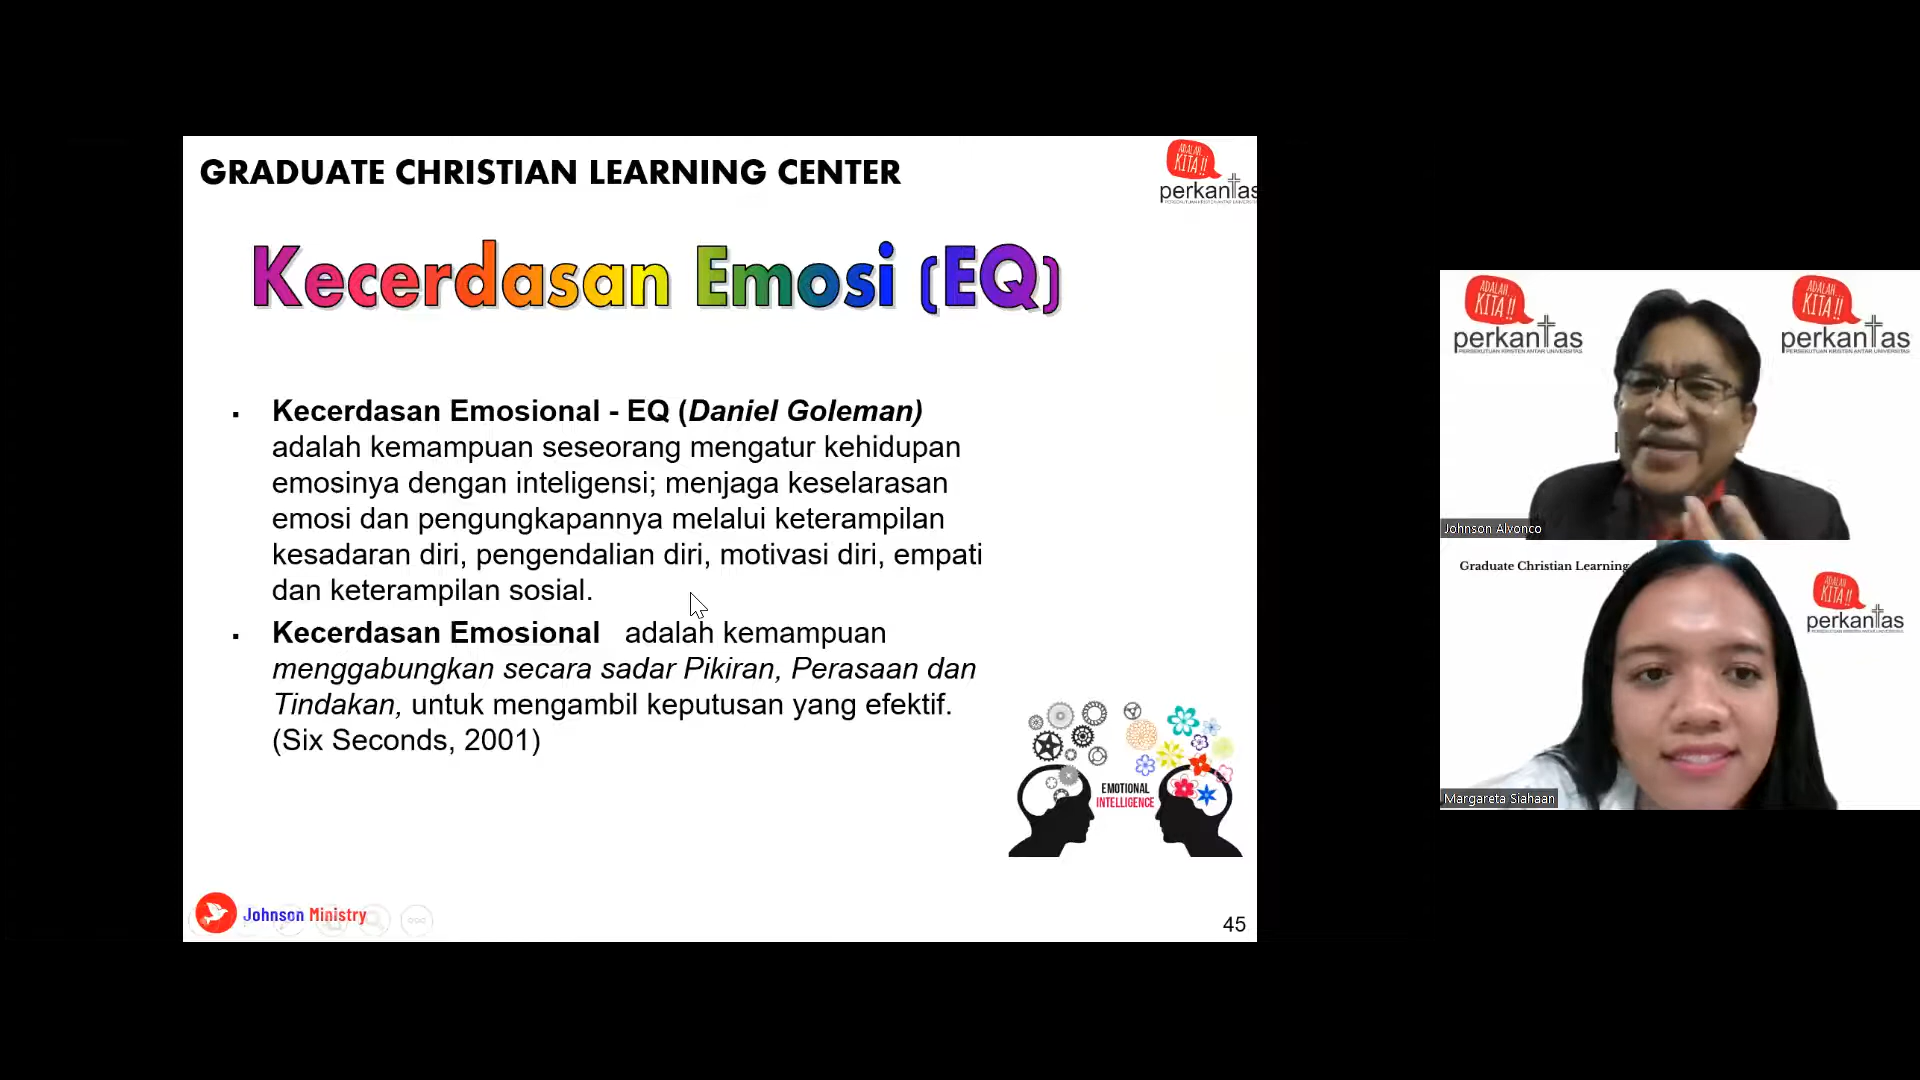 GRADUATE CHRISTIAN LEARNING CENTER
ADALAH...
KITA !!
perkantas
Kecerdasan Emosi (EQ)
▪ Kecerdasan Emosional - EQ (Daniel Goleman)
adalah kemampuan seseorang mengatur kehidupan
emosinya dengan inteligensi; menjaga keselarasan
emosi dan pengungkapannya melalui keterampilan
kesadaran diri, pengendalian diri, motivasi diri, empati
dan keterampilan sosial.
▪ Kecerdasan Emosional adalah kemampuan
menggabungkan secara sadar Pikiran, Perasaan dan
Tindakan, untuk mengambil keputusan yang efektif.
(Six Seconds, 2001)
EMOTIONAL
INTELLIGENCE
Johnson Ministry
45
ADALAH...
KITA !!
perkantas
PERSEKUTUAN KRISTEN ANTAR UNIVERSITAS
ADALAH...
KITA !!
perkantas
PERSEKUTUAN KRISTEN ANTAR UNIVERSITAS
Johnson Alvonco
Graduate Christian Learning
ADALAH...
KITA !!
perkantas
Margareta Siahaan